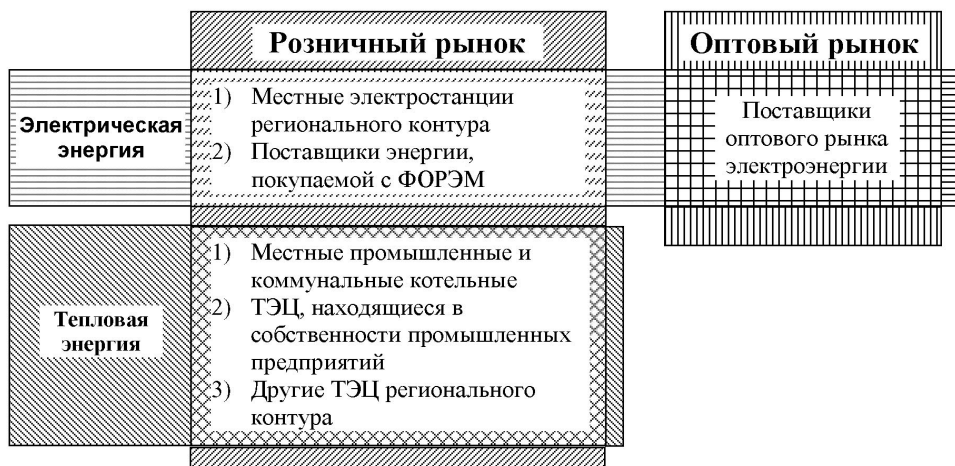 Розничный рынок
Оптовый рынок
Электрическая
энергия
1) Местные электростанции
регионального контура
2) Поставщики энергии,
покупаемой с ФОРЭМ
Поставщики
оптового рынка
электроэнергии
Тепловая
энергия
1) Местные промышленные и
коммунальные котельные
2) ТЭЦ, находящиеся в
собственности промышленных
предприятий
3) Другие ТЭЦ регионального
контура